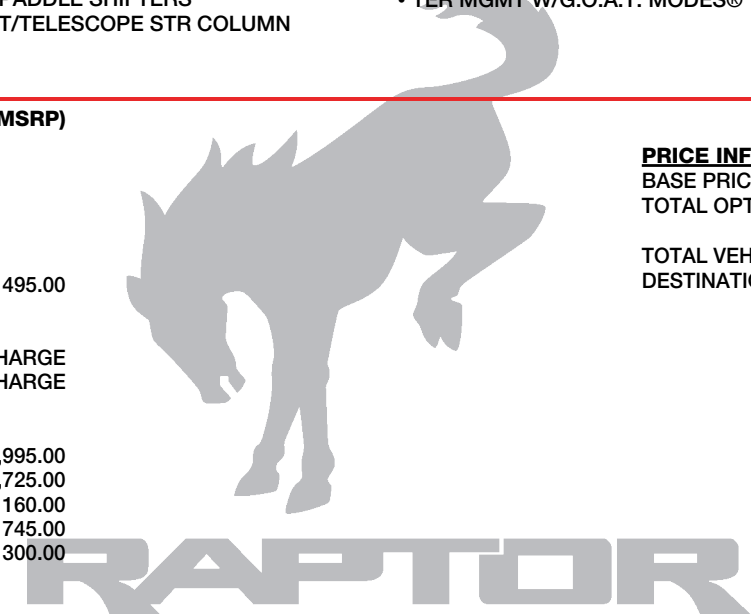 PADDLE SHIFTERS
T/TELESCOPE STR COLUMN
• TER MGMT W/G.O.A.T. MODES®
MSRP)
495.00
HARGE
HARGE
,995.00
,725.00
160.00
745.00
300.00
PRICE INF
BASE PRIC
TOTAL OPT
TOTAL VEH
DESTINATIO
RAPTOR